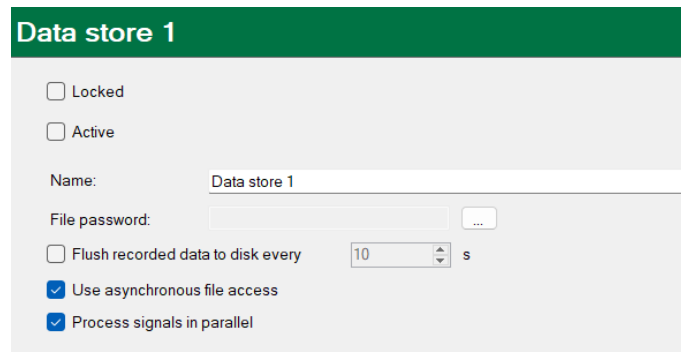 Data store 1
Locked
Active
Name: Data store 1
File password: ...
Flush recorded data to disk every 10 s
Use asynchronous file access
Process signals in parallel